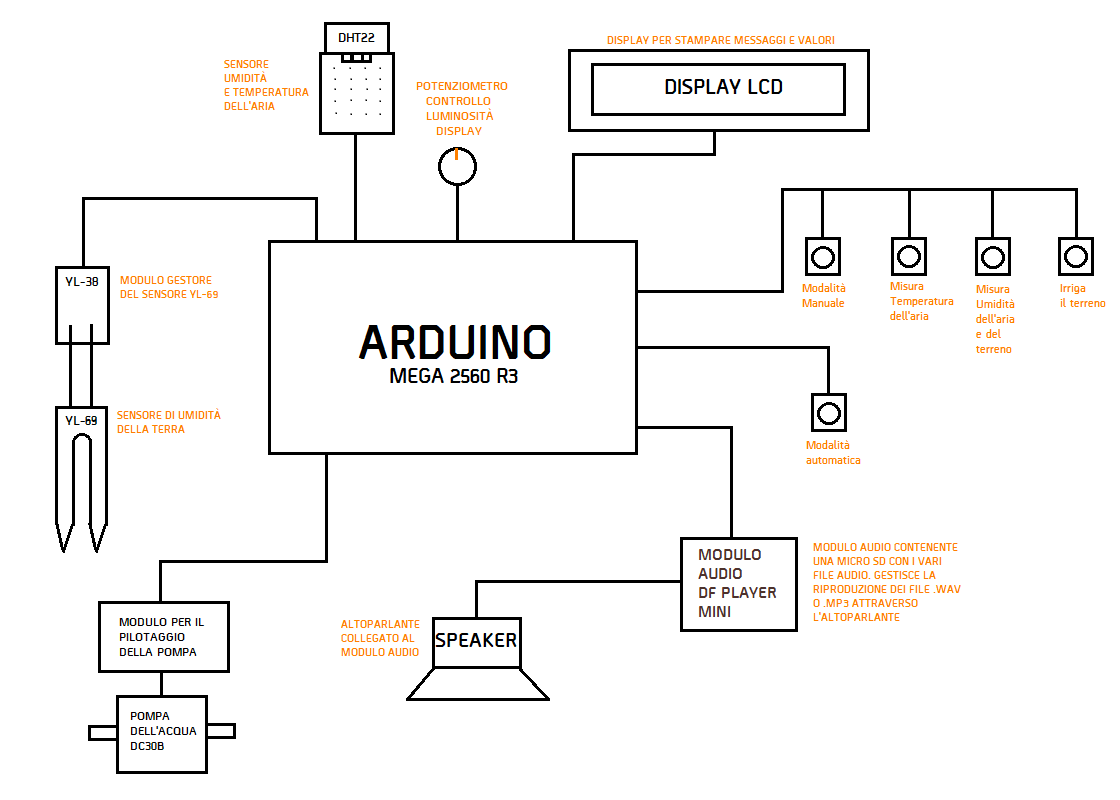 DHT22
SENSORE
UMIDITÀ
E TEMPERATURA
DELL'ARIA
POTENZIOMETRO
CONTROLLO
LUMINOSITÀ
DISPLAY
DISPLAY PER STAMPARE MESSAGGI E VALORI
DISPLAY LCD
YL-38
MODULO GESTORE
DEL SENSORE YL-69
YL-69
SENSORE DI UMIDITÀ
DELLA TERRA
ARDUINO
MEGA 2560 R3
Modalità
Manuale
Misura
Temperatura
dell'aria
Misura
Umidità
dell'aria
e del
terreno
Irriga
il terreno
Modalità
automatica
MODULO
AUDIO
DF PLAYER
MINI
MODULO AUDIO CONTENENTE
UNA MICRO SD CON I VARI
FILE AUDIO. GESTISCE LA
RIPRODUZIONE DEI FILE .WAV
O .MP3 ATTRAVERSO
L'ALTOPARLANTE
ALTOPARLANTE
COLLEGATO AL
MODULO AUDIO
SPEAKER
MODULO PER IL
PILOTAGGIO
DELLA POMPA
POMPA
DELL'ACQUA
DC30B